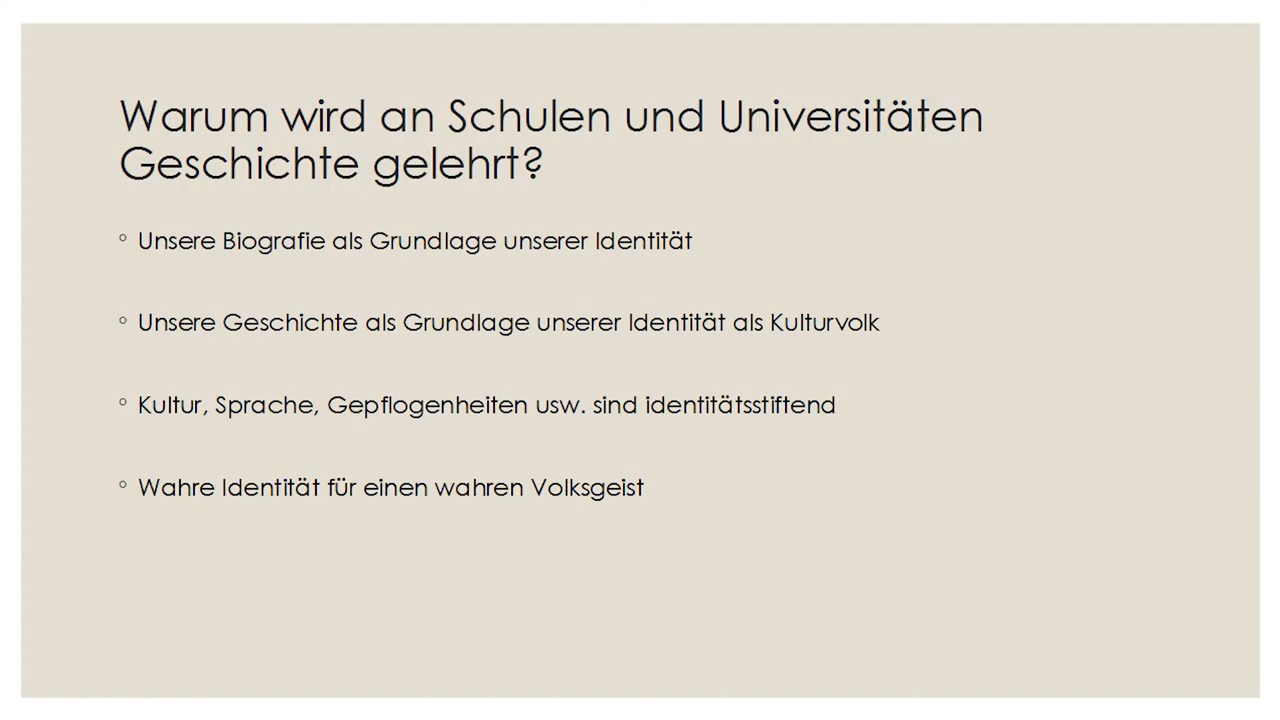 Warum wird an Schulen und Universitäten
Geschichte gelehrt?
◦ Unsere Biografie als Grundlage unserer Identität
◦ Unsere Geschichte als Grundlage unserer Identität als Kulturvolk
◦ Kultur, Sprache, Gepflogenheiten usw. sind identitätsstiftend
◦ Wahre Identität für einen wahren Volksgeist